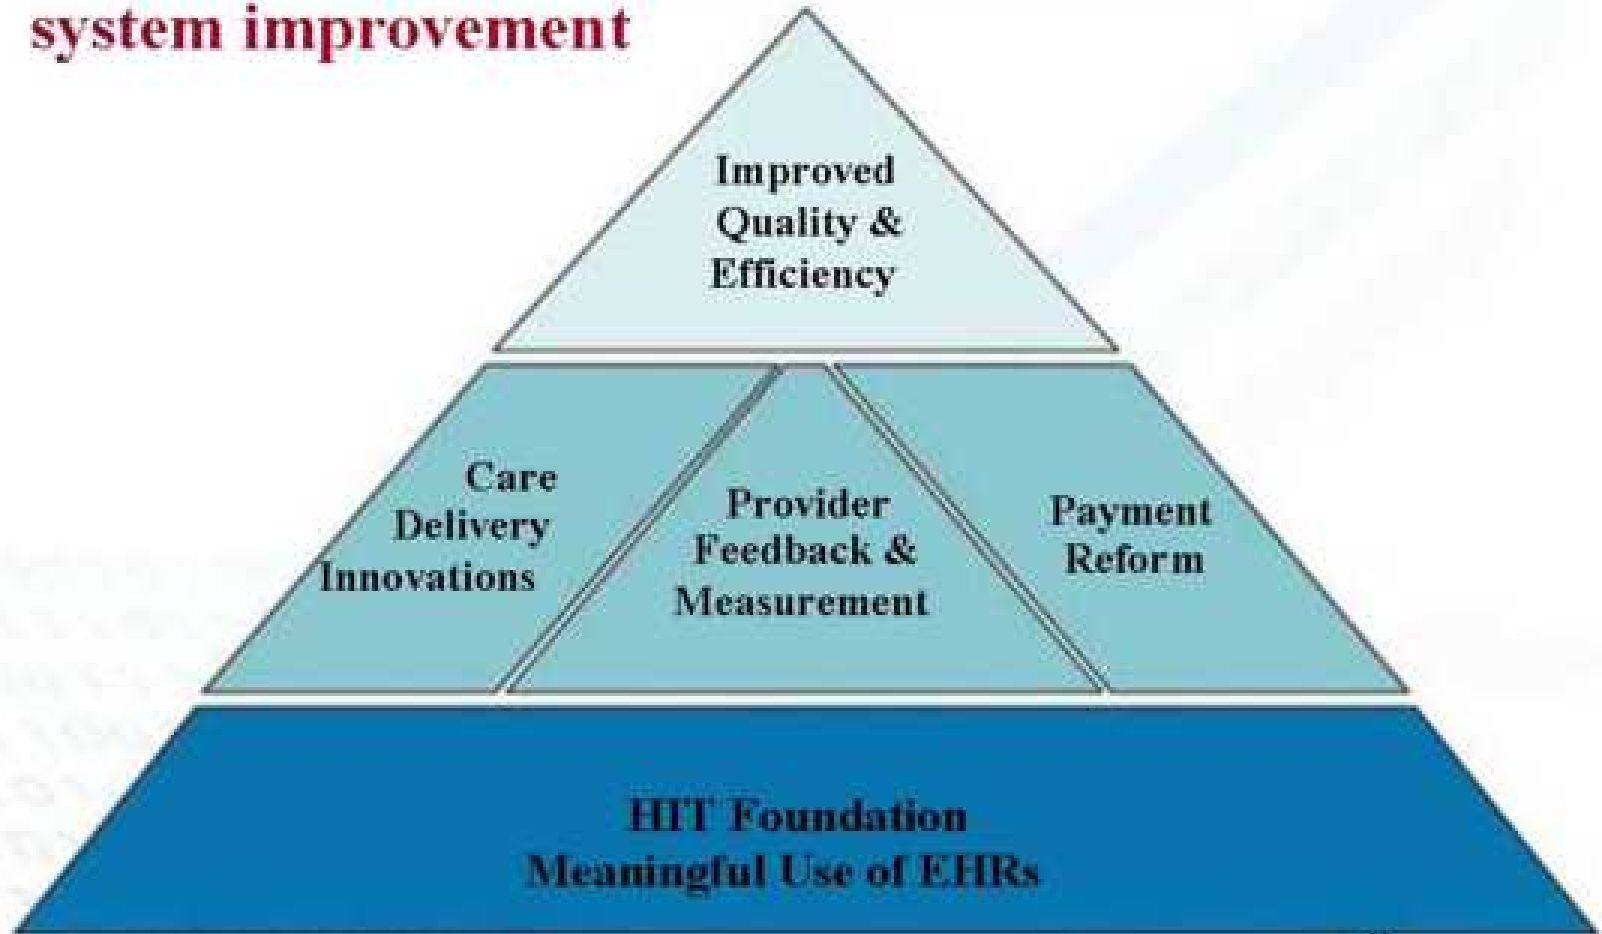 system improvement
Improved
Quality &
Efficiency
Care
Delivery
Innovations
Provider
Feedback &
Measurement
Payment
Reform
HIT Foundation
Meaningful Use of EHRs